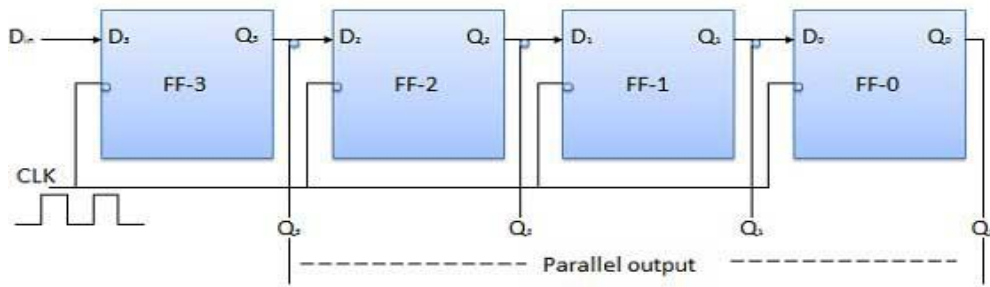 Dᵢₙ D₃ Q₃ D₂ Q₂ D₁ Q₁ D₀ Q₀
FF-3 FF-2 FF-1 FF-0
CLK
Q₃ Q₂ Q₁ Q
Parallel output